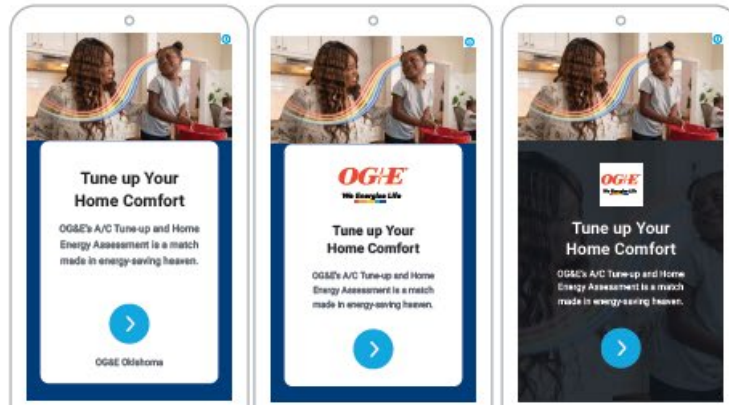 Tune up Your
Home Comfort
OG&E's A/C Tune-up and Home
Energy Assessment is a match
made in energy-saving heaven.
OG&E Oklahoma
OG+E
We Energize Life
Tune up Your
Home Comfort
OG&E's A/C Tune-up and Home
Energy Assessment is a match
made in energy-saving heaven.
OG+E
We Energize Life
Tune up Your
Home Comfort
OG&E's A/C Tune-up and Home
Energy Assessment is a match
made in energy-saving heaven.